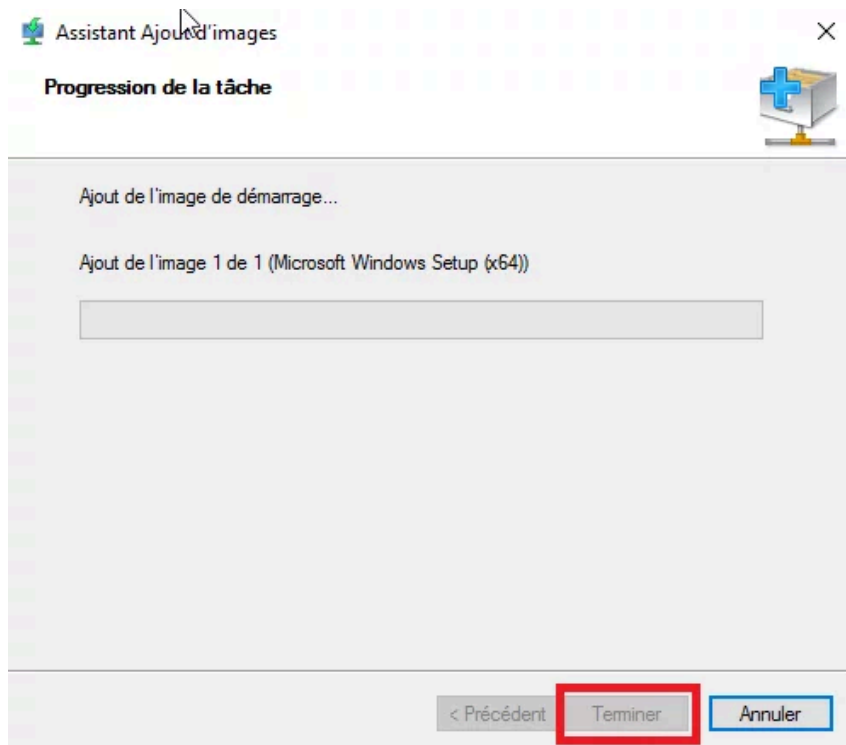 Assistant Ajout d'images
Progression de la tâche
Ajout de l'image de démarrage...
Ajout de l'image 1 de 1 (Microsoft Windows Setup (x64))
< Précédent Terminer Annuler